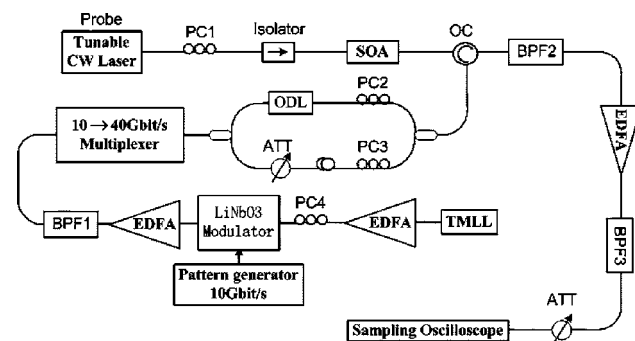 Probe
Tunable
CW Laser
PC1
Isolator
SOA
OC
BPF2
ODL
PC2
10→40Gbit/s
Multiplexer
ATT
PC3
EDFA
BPF1
EDFA
LiNbO3
Modulator
PC4
EDFA
TMLL
BPF3
Pattern generator
10Gbit/s
ATT
Sampling Oscilloscope